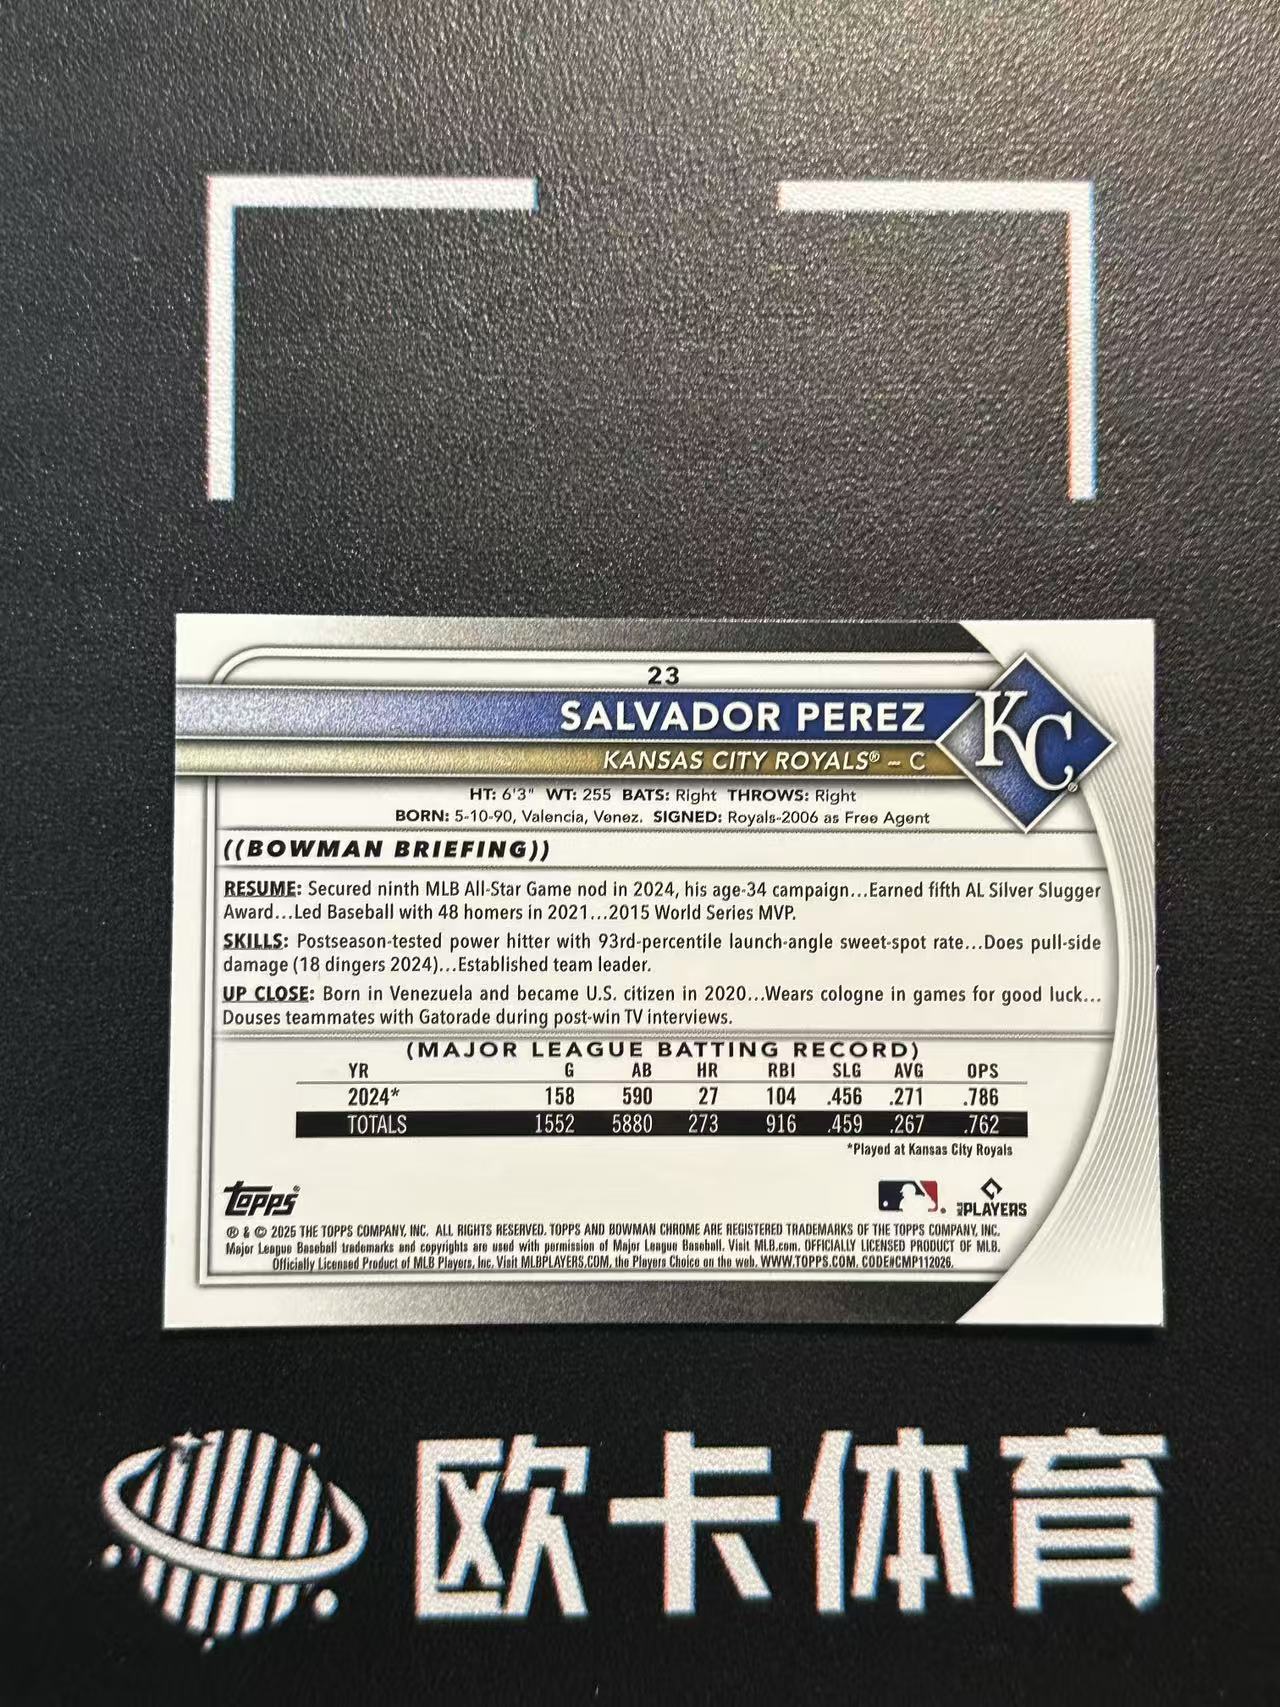 23
SALVADOR PEREZ
KC®
KANSAS CITY ROYALS® – C
HT: 6'3" WT: 255 BATS: Right THROWS: Right
BORN: 5-10-90, Valencia, Venez. SIGNED: Royals-2006 as Free Agent
((BOWMAN BRIEFING))
RESUME: Secured ninth MLB All-Star Game nod in 2024, his age-34 campaign...Earned fifth AL Silver Slugger
Award...Led Baseball with 48 homers in 2021...2015 World Series MVP.
SKILLS: Postseason-tested power hitter with 93rd-percentile launch-angle sweet-spot rate...Does pull-side
damage (18 dingers 2024)...Established team leader.
UP CLOSE: Born in Venezuela and became U.S. citizen in 2020...Wears cologne in games for good luck...
Douses teammates with Gatorade during post-win TV interviews.
(MAJOR LEAGUE BATTING RECORD)
YR G AB HR RBI SLG AVG OPS
2024* 158 590 27 104 .456 .271 .786
TOTALS 1552 5880 273 916 .459 .267 .762
*Played at Kansas City Royals
Topps®
MLB PLAYERS
® & © 2025 THE TOPPS COMPANY, INC. ALL RIGHTS RESERVED. TOPPS AND BOWMAN CHROME ARE REGISTERED TRADEMARKS OF THE TOPPS COMPANY, INC.
Major League Baseball trademarks and copyrights are used with permission of Major League Baseball. Visit MLB.com. OFFICIALLY LICENSED PRODUCT OF MLB.
Officially Licensed Product of MLB Players, Inc. Visit MLBPLAYERS.COM, the Players Choice on the web. WWW.TOPPS.COM. CODE#CMP112026.
欧卡体育